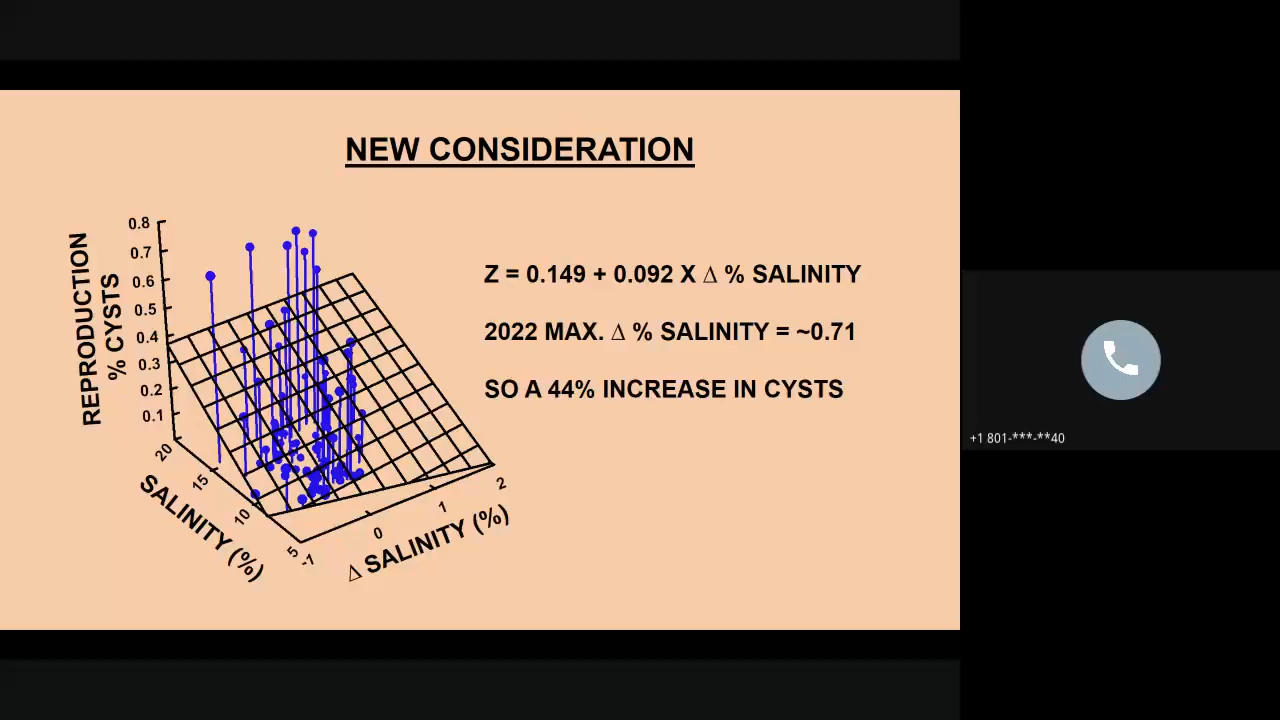 NEW CONSIDERATION
REPRODUCTION
% CYSTS
0.8
0.7
0.6
0.5
0.4
0.3
0.2
0.1
20
15
10
5
SALINITY (%)
-1
0
1
2
Δ SALINITY (%)
Z = 0.149 + 0.092 X Δ % SALINITY
2022 MAX. Δ % SALINITY = ~0.71
SO A 44% INCREASE IN CYSTS
+1 801-***-**40